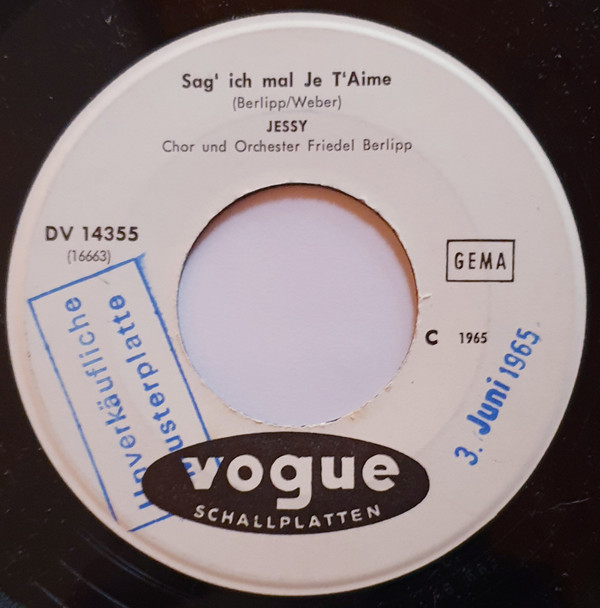 Sag' ich mal Je T'Aime
(Berlipp/Weber)
JESSY
Chor und Orchester Friedel Berlipp
DV 14355
(16663)
GEMA
C 1965
Unverkäufliche
Musterplatte
3. Juni 1965
vogue
SCHALLPLATTEN